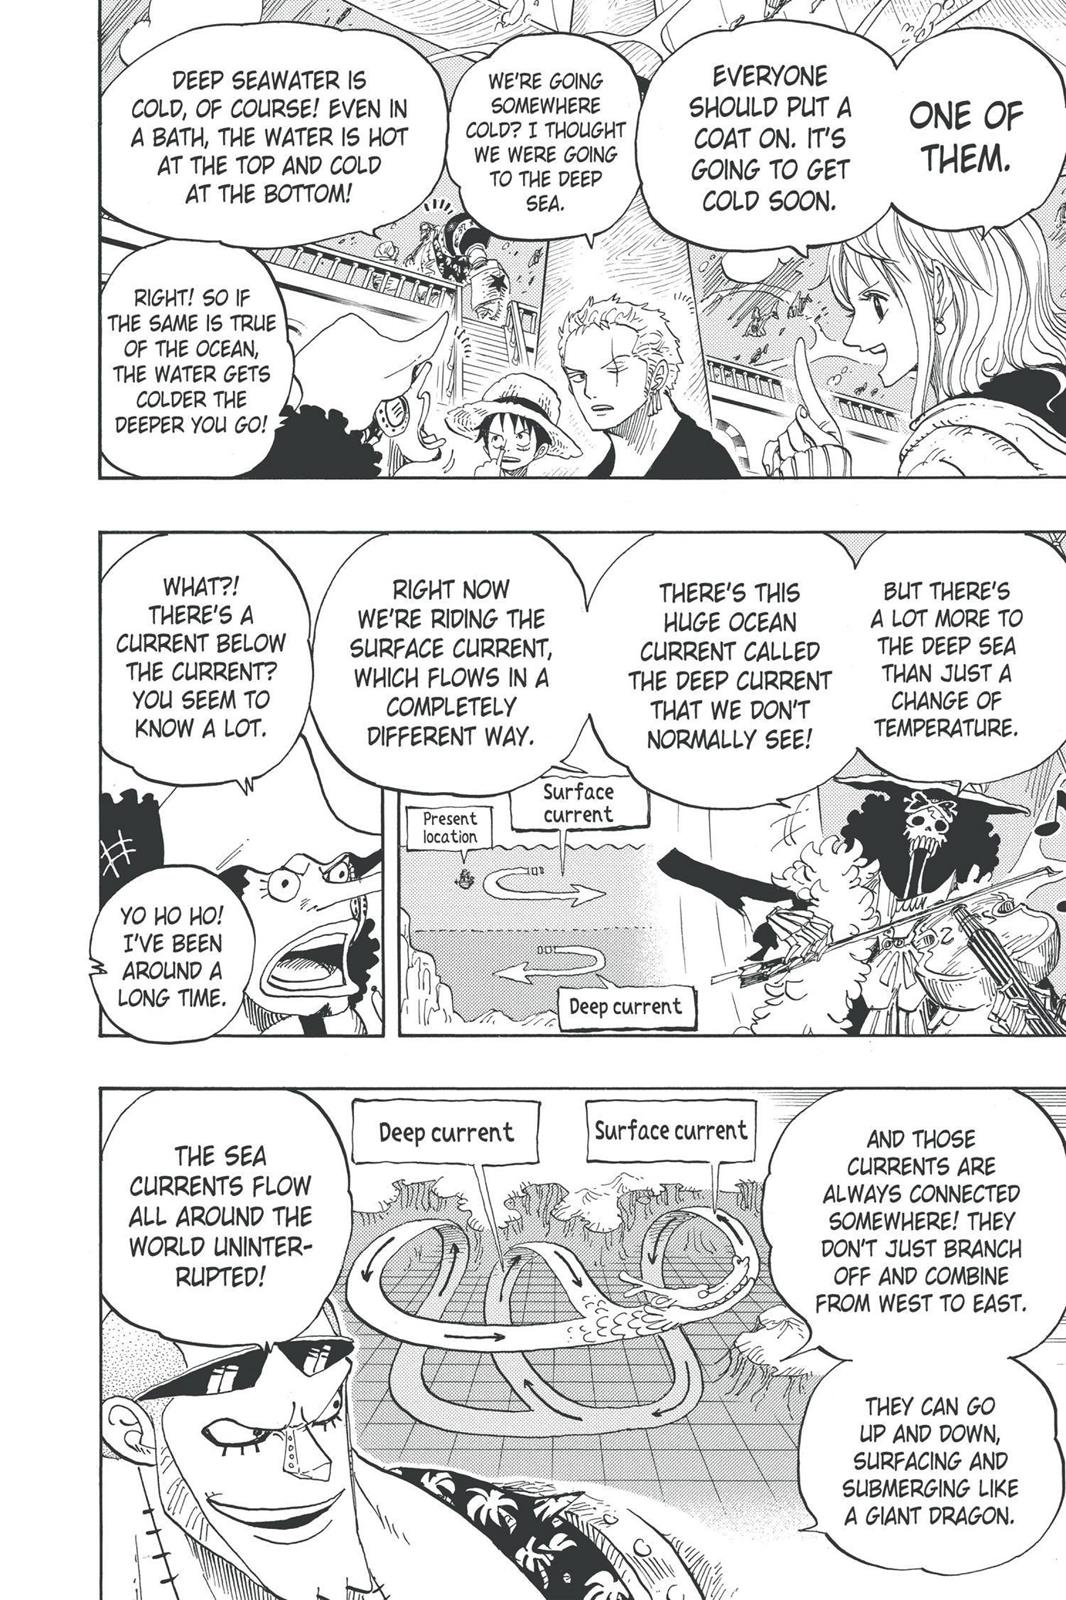 ONE OF
THEM.
EVERYONE
SHOULD PUT A
COAT ON. IT'S
GOING TO GET
COLD SOON.
WE'RE GOING
SOMEWHERE
COLD? I THOUGHT
WE WERE GOING
TO THE DEEP
SEA.
DEEP SEAWATER IS
COLD, OF COURSE! EVEN IN
A BATH, THE WATER IS HOT
AT THE TOP AND COLD
AT THE BOTTOM!
RIGHT! SO IF
THE SAME IS TRUE
OF THE OCEAN,
THE WATER GETS
COLDER THE
DEEPER YOU GO!
BUT THERE'S
A LOT MORE TO
THE DEEP SEA
THAN JUST A
CHANGE OF
TEMPERATURE.
THERE'S THIS
HUGE OCEAN
CURRENT CALLED
THE DEEP CURRENT
THAT WE DON'T
NORMALLY SEE!
RIGHT NOW
WE'RE RIDING THE
SURFACE CURRENT,
WHICH FLOWS IN A
COMPLETELY
DIFFERENT WAY.
Surface
current
Present
location
Deep current
WHAT?!
THERE'S A
CURRENT BELOW
THE CURRENT?
YOU SEEM TO
KNOW A LOT.
YO HO HO!
I'VE BEEN
AROUND A
LONG TIME.
AND THOSE
CURRENTS ARE
ALWAYS CONNECTED
SOMEWHERE! THEY
DON'T JUST BRANCH
OFF AND COMBINE
FROM WEST TO EAST.
THEY CAN GO
UP AND DOWN,
SURFACING AND
SUBMERGING LIKE
A GIANT DRAGON.
Surface current
Deep current
THE SEA
CURRENTS FLOW
ALL AROUND THE
WORLD UNINTER-
RUPTED!